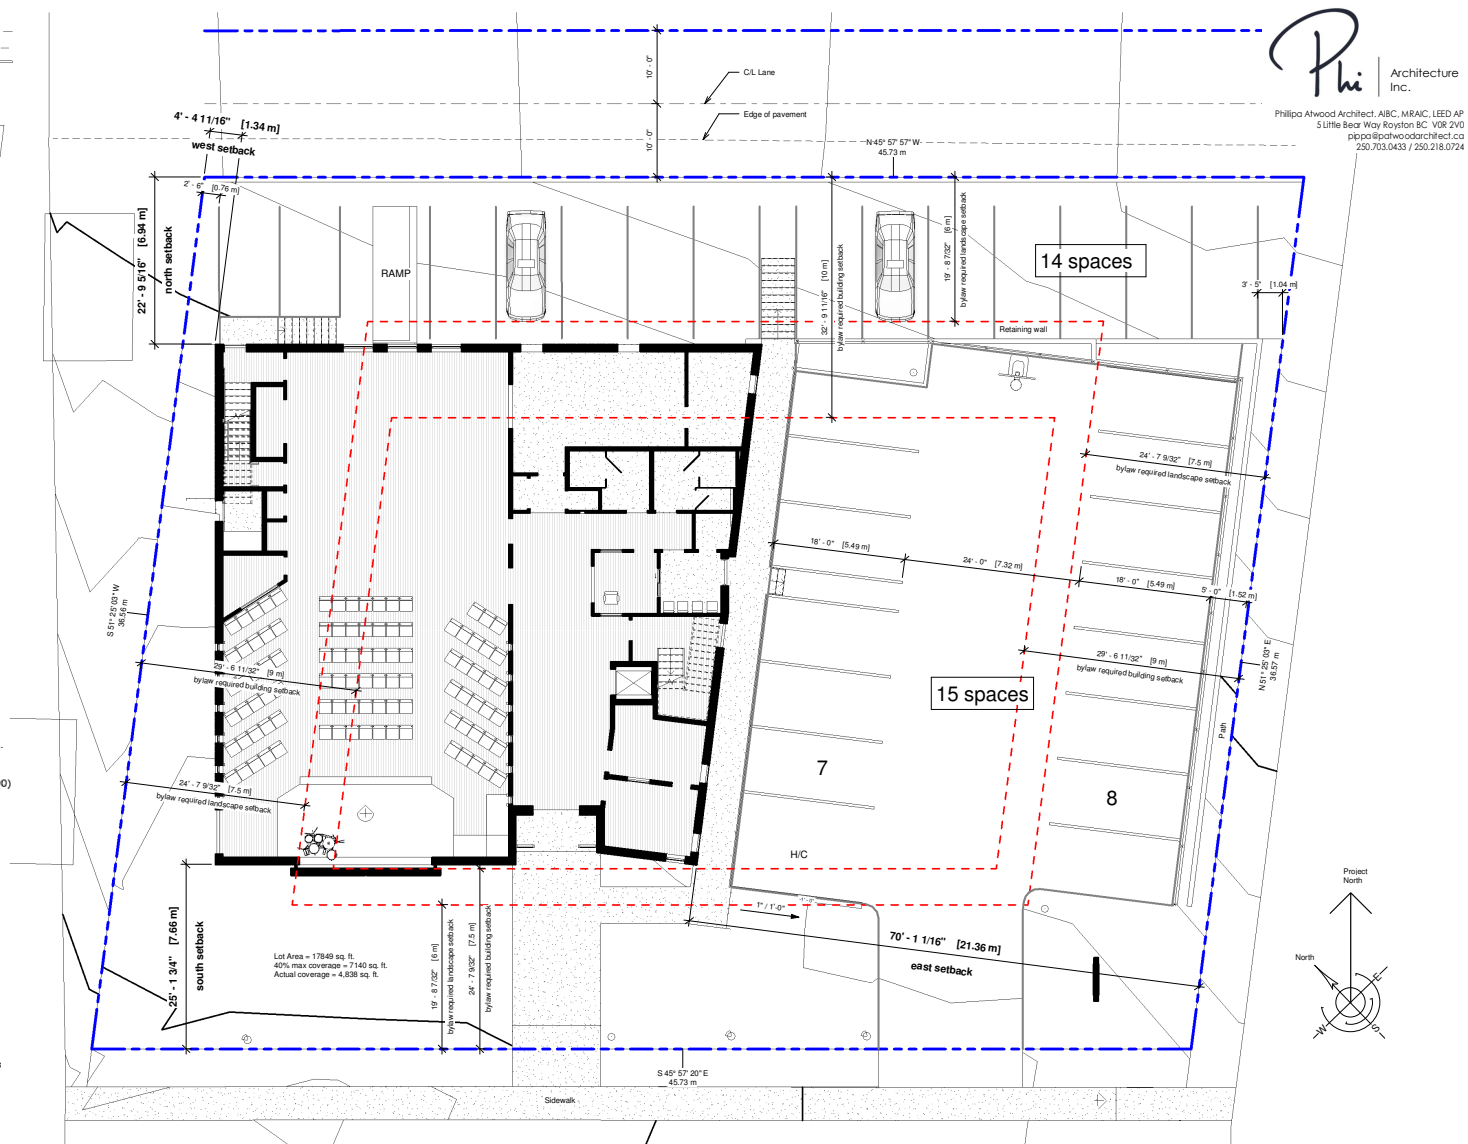 Phi
Architecture
Inc.
Phillipa Atwood Architect, AIBC, MRAIC, LEED AP
5 Little Bear Way Royston BC V0R 2V0
pippa@patwoodarchitect.ca
250.703.0433 / 250.218.0724
10' - 0"
C/L Lane
Edge of pavement
10' - 0"
4' - 4 11/16" [1.34 m]
west setback
N 45° 57' 57" W
45.73 m
2' - 6" [0.76 m]
22' - 9 5/16" [6.94 m]
north setback
RAMP
32' - 9 11/16" [10 m]
bylaw required building setback
19' - 8 7/32" [6 m]
bylaw required landscape setback
14 spaces
3' - 5" [1.04 m]
Retaining wall
24' - 7 9/32" [7.5 m]
bylaw required landscape setback
18' - 0" [5.49 m]
24' - 0" [7.32 m]
18' - 0" [5.49 m]
5' - 0" [1.52 m]
S 51° 25' 03" W
36.56 m
29' - 6 11/32" [9 m]
bylaw required building setback
29' - 6 11/32" [9 m]
bylaw required building setback
N 51° 25' 03" E
36.57 m
15 spaces
Path
7
8
24' - 7 9/32" [7.5 m]
bylaw required landscape setback
00)
H/C
1" / 1'-0"
-1' - 0"
25' - 1 3/4" [7.66 m]
south setback
Lot Area = 17849 sq. ft.
40% max coverage = 7140 sq. ft.
Actual coverage = 4,838 sq. ft.
19' - 8 7/32" [6 m]
bylaw required landscape setback
24' - 7 9/32" [7.5 m]
bylaw required building setback
70' - 1 1/16" [21.36 m]
east setback
Project
North
North
E
W
S
S 45° 57' 20" E
45.73 m
Sidewalk